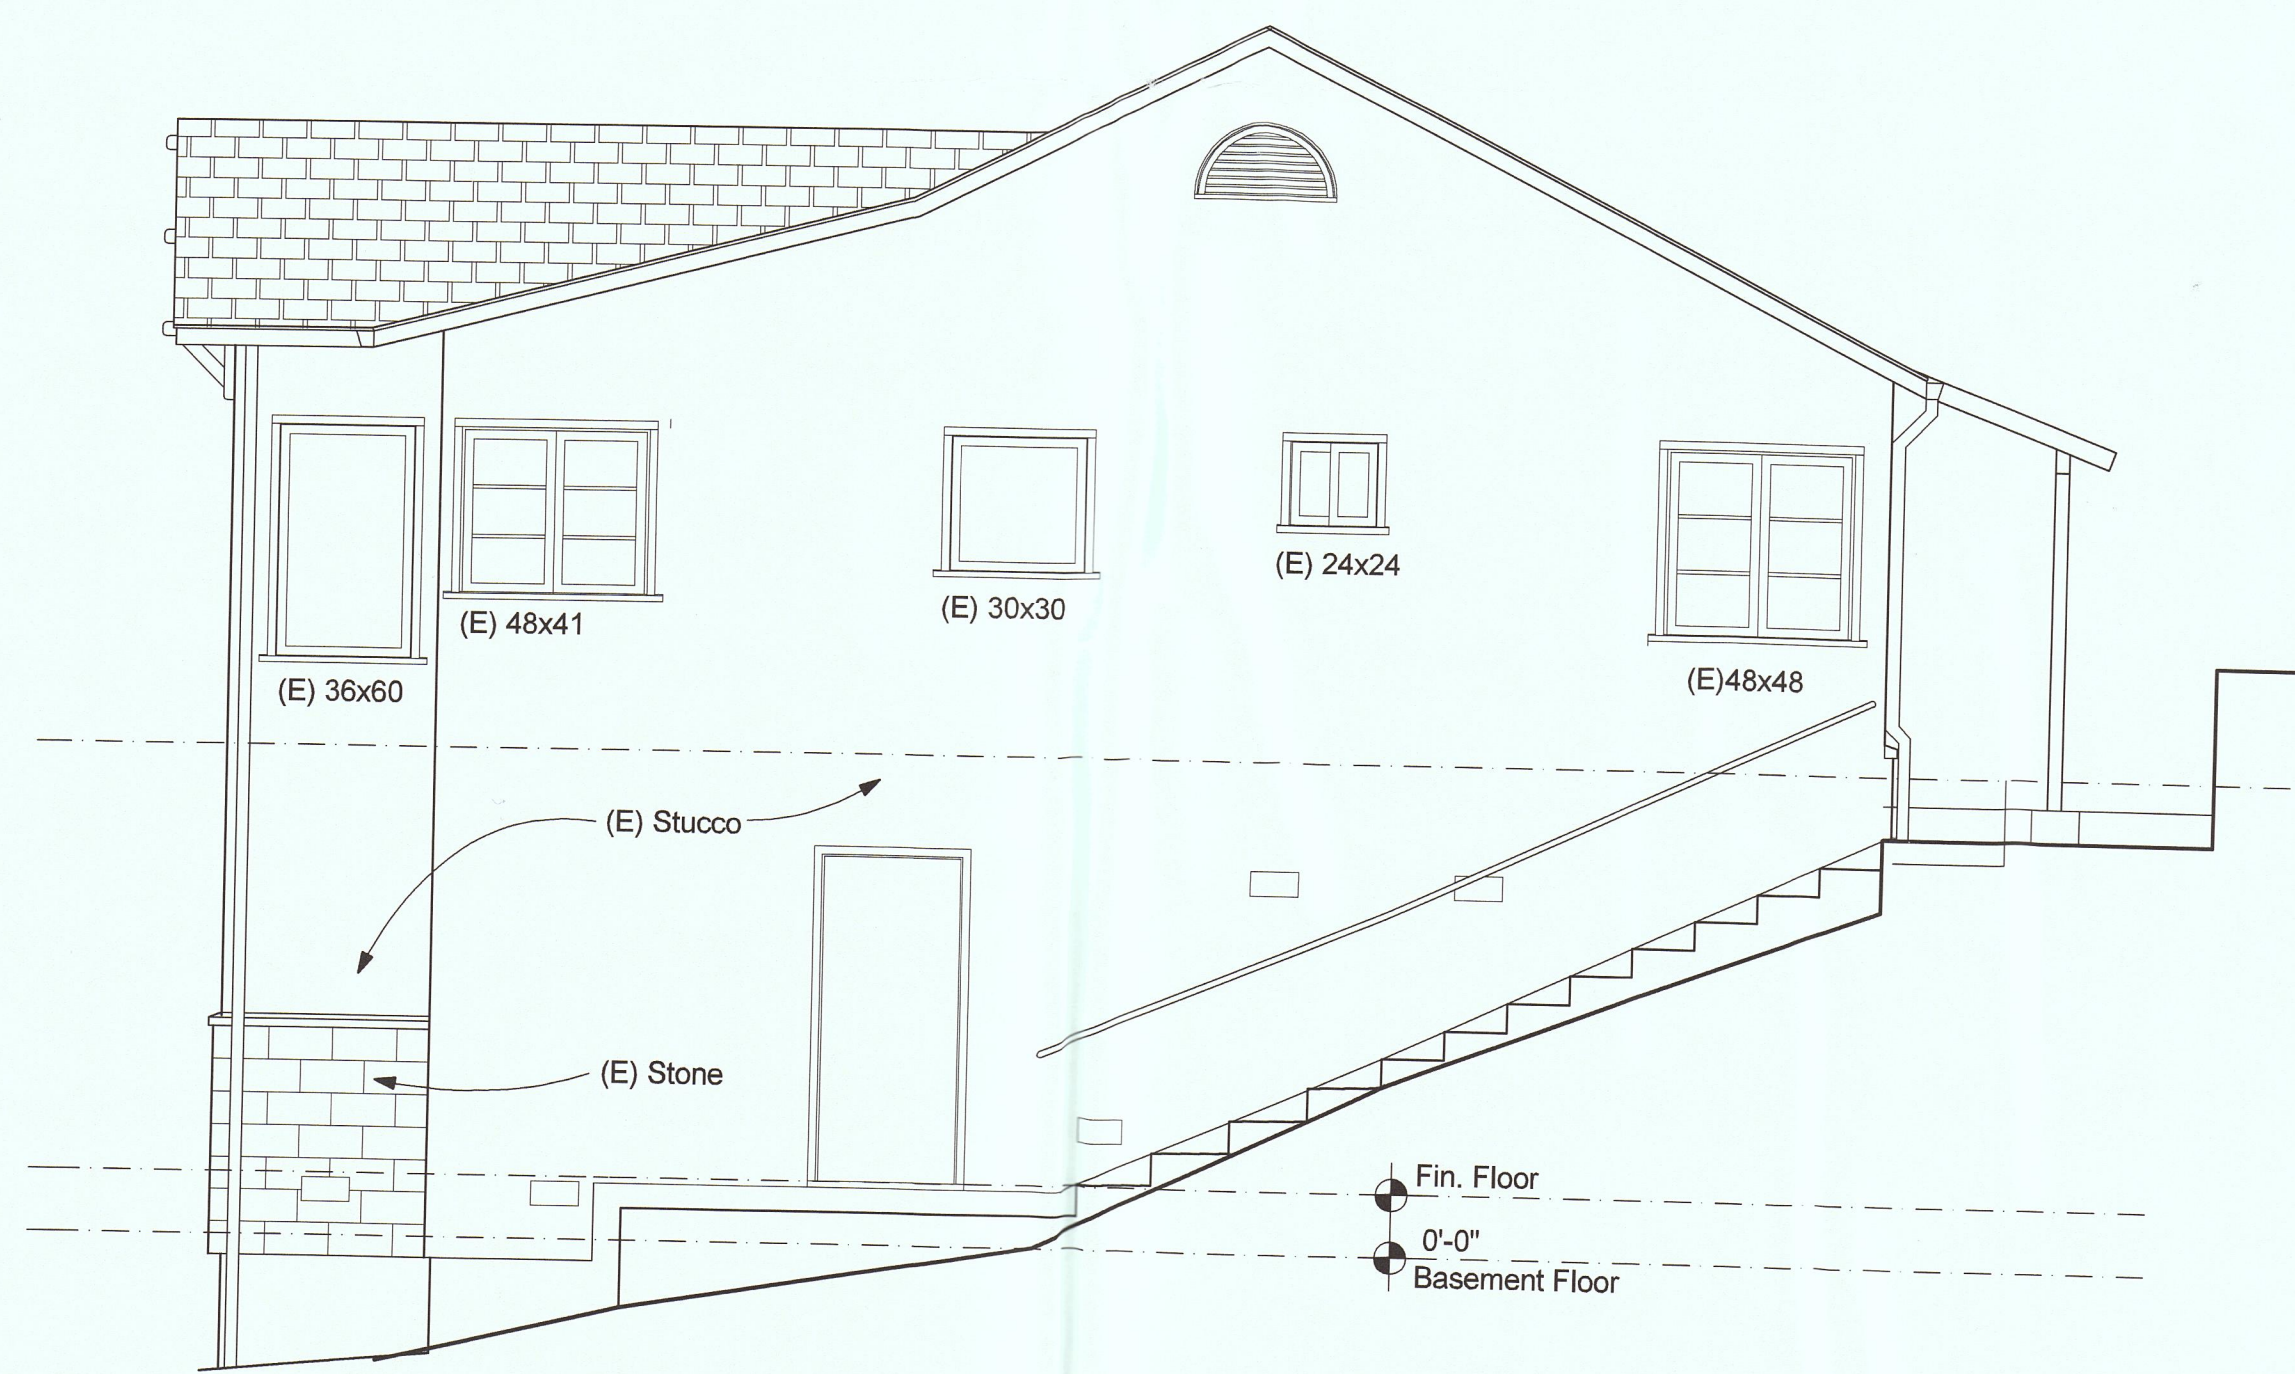 (E) 24x24
(E) 48x41
(E) 30x30
(E) 36x60
(E)48x48
(E) Stucco
(E) Stone
Fin. Floor
0'-0"
Basement Floor